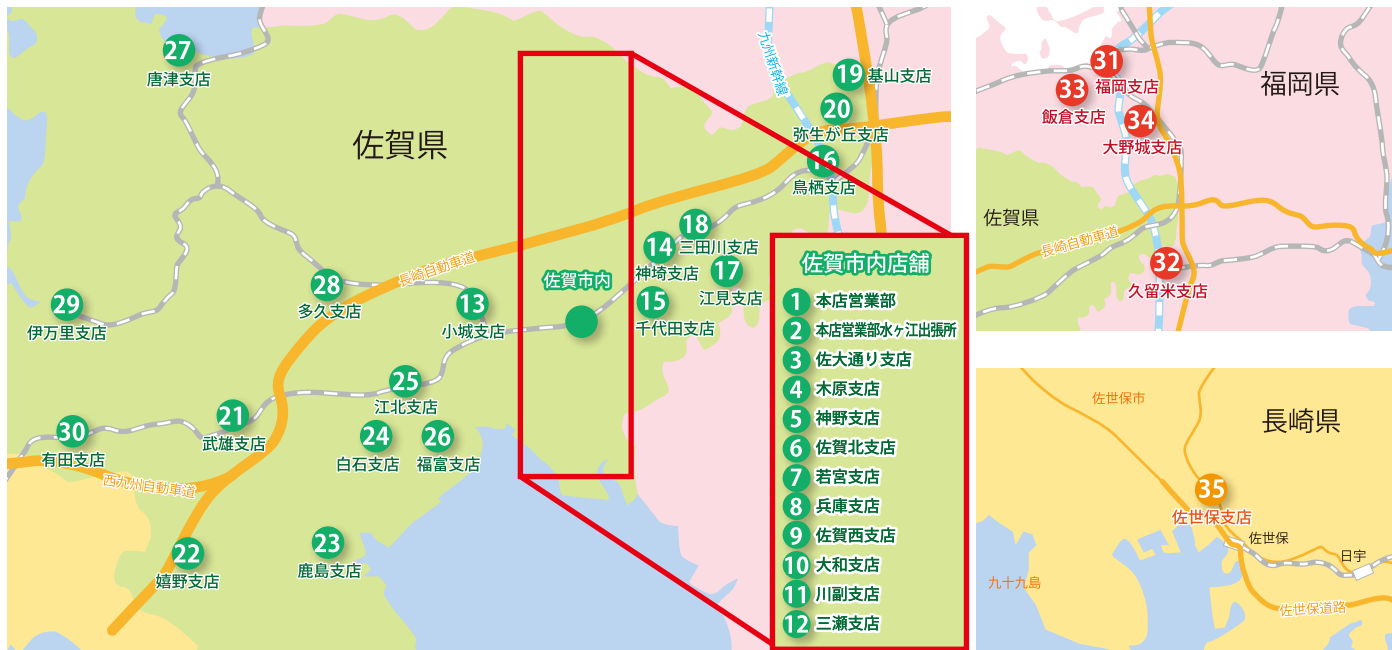 27
唐津支店
佐賀県
九州新幹線
19
基山支店
20
弥生が丘支店
16
鳥栖支店
18
三田川支店
14
神埼支店
17
江見支店
15
千代田支店
長崎自動車道
佐賀市内
28
多久支店
13
小城支店
29
伊万里支店
25
江北支店
21
武雄支店
24
白石支店
26
福富支店
30
有田支店
西九州自動車道
22
嬉野支店
23
鹿島支店
佐賀市内店舗
1 本店営業部
2 本店営業部水ヶ江出張所
3 佐大通り支店
4 木原支店
5 神野支店
6 佐賀北支店
7 若宮支店
8 兵庫支店
9 佐賀西支店
10 大和支店
11 川副支店
12 三瀬支店
31
福岡支店
福岡県
33
飯倉支店
34
大野城支店
佐賀県
長崎自動車道
32
久留米支店
佐世保市
長崎県
35
佐世保支店
佐世保
日宇
九十九島
佐世保道路